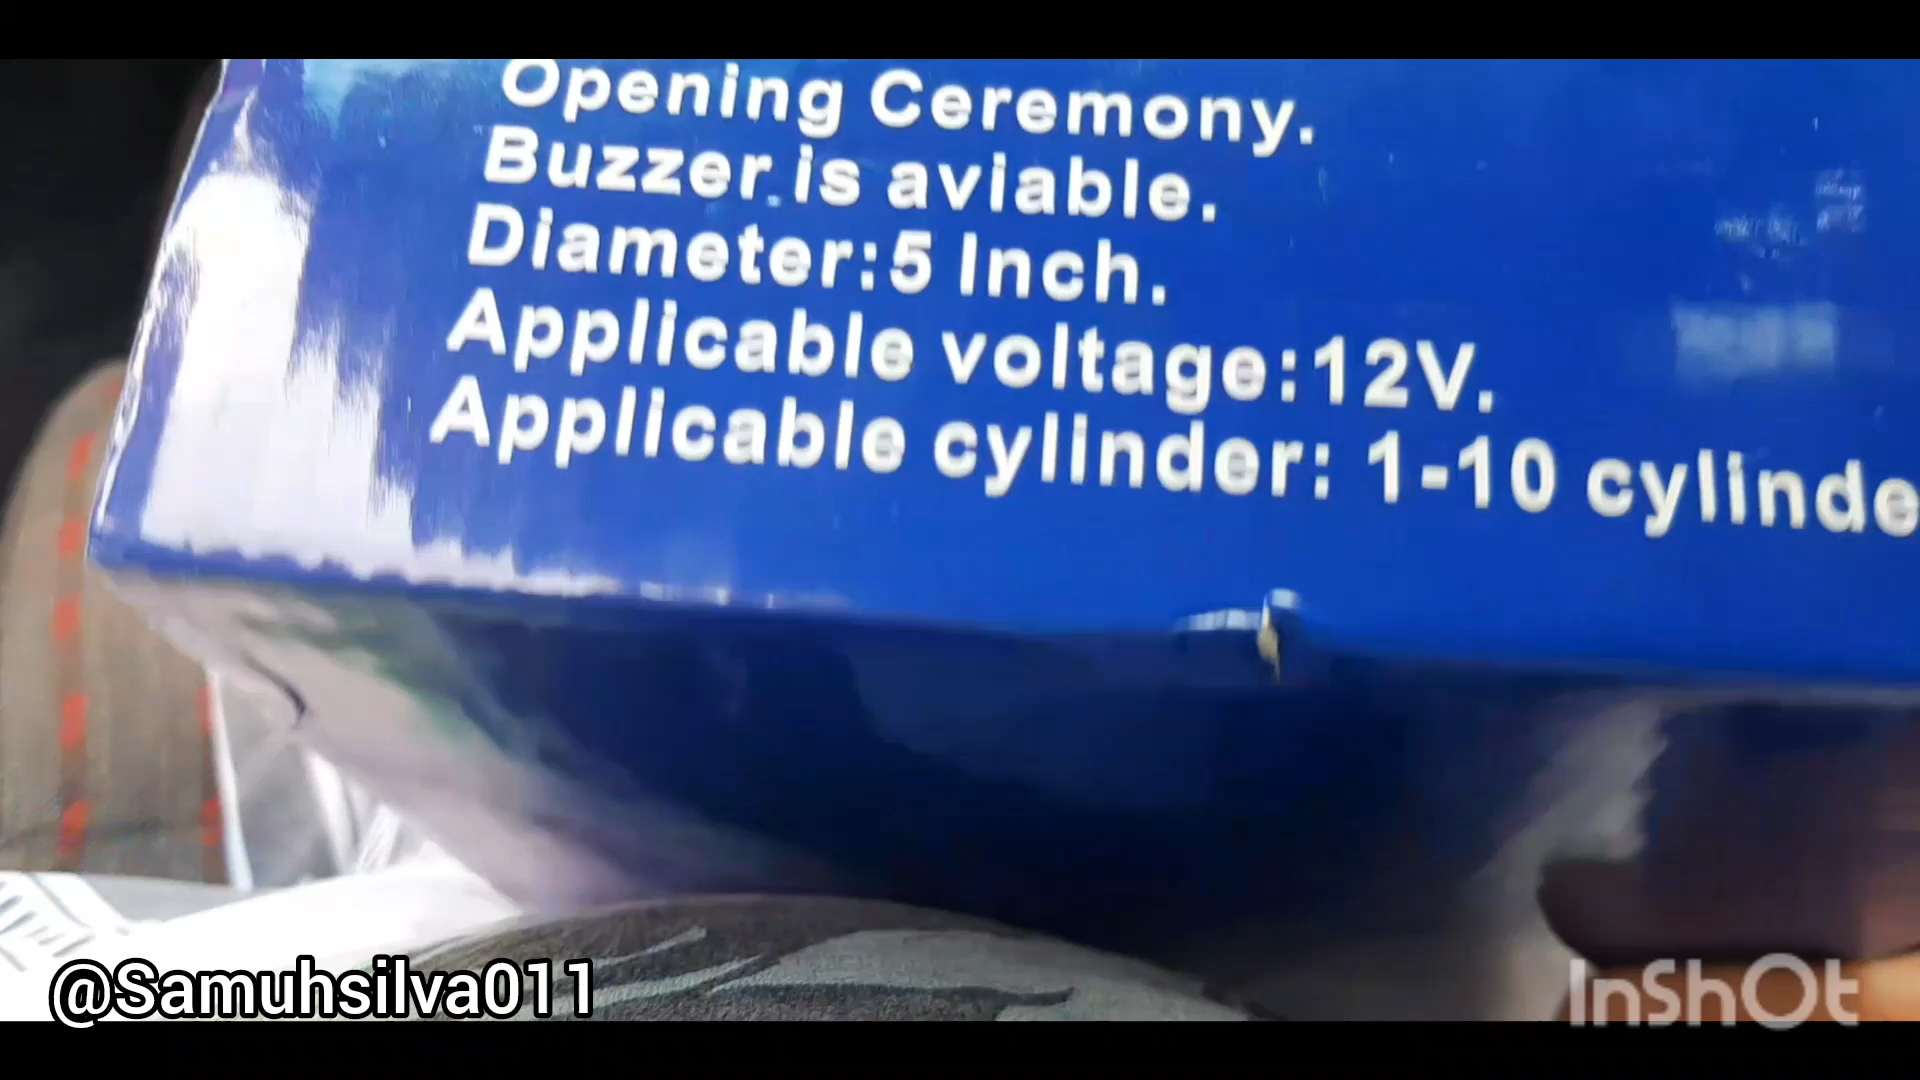 Opening Ceremony.
Buzzer is aviable.
Diameter:5 Inch.
Applicable voltage:12V.
Applicable cylinder: 1-10 cylinde
@Samuhsilva011
InShOt